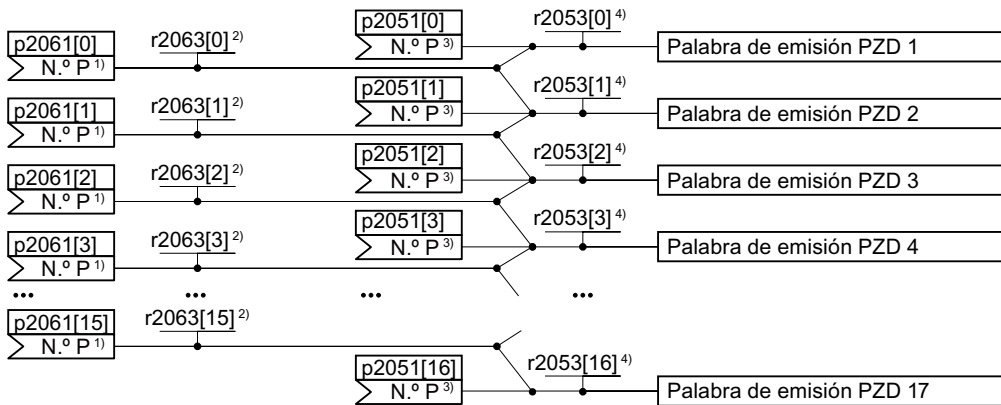 p2051[0]
r2053[0] 4)
p2061[0]
r2063[0] 2)
N.º P 3)
Palabra de emisión PZD 1
N.º P 1)
p2051[1]
r2053[1] 4)
p2061[1]
r2063[1] 2)
N.º P 3)
Palabra de emisión PZD 2
N.º P 1)
p2051[2]
r2053[2] 4)
p2061[2]
r2063[2] 2)
N.º P 3)
Palabra de emisión PZD 3
N.º P 1)
p2051[3]
r2053[3] 4)
p2061[3]
r2063[3] 2)
N.º P 3)
Palabra de emisión PZD 4
N.º P 1)
... ... ... ...
p2061[15]
r2063[15] 2)
N.º P 1)
p2051[16]
r2053[16] 4)
N.º P 3)
Palabra de emisión PZD 17